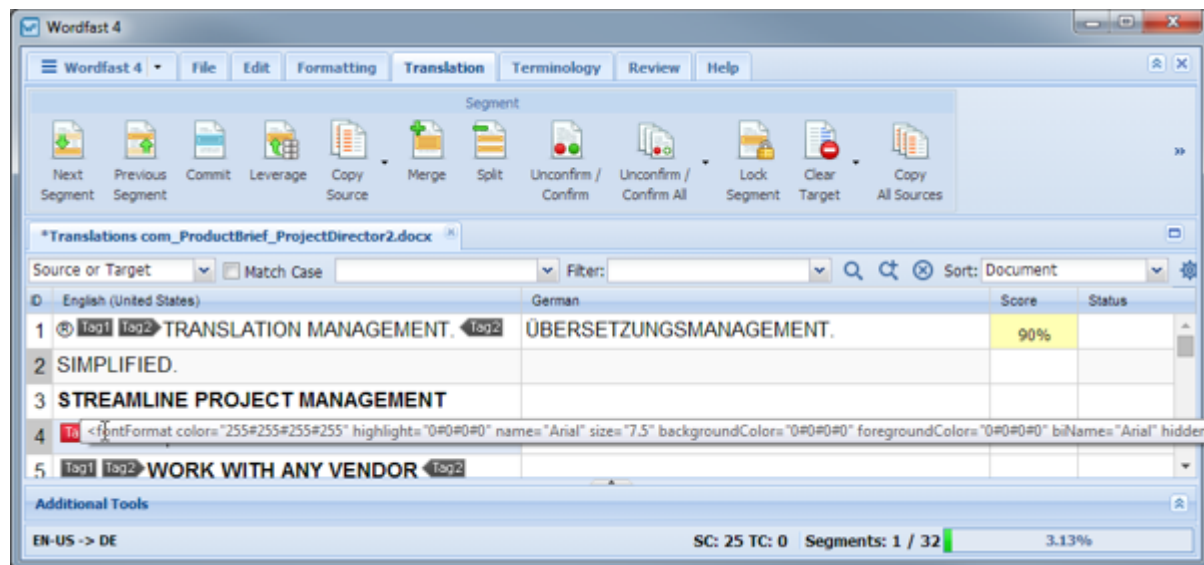 Wordfast 4
Wordfast 4 File Edit Formatting Translation Terminology Review Help
Segment
Next Segment
Previous Segment
Commit
Leverage
Copy Source
Merge
Split
Unconfirm / Confirm
Unconfirm / Confirm All
Lock Segment
Clear Target
Copy All Sources
*Translations com_ProductBrief_ProjectDirector2.docx
Source or Target Match Case Filter: Sort: Document
ID English (United States) German Score Status
1 ® Tag1 Tag2 TRANSLATION MANAGEMENT. Tag2 ÜBERSETZUNGSMANAGEMENT. 90%
2 SIMPLIFIED.
3 STREAMLINE PROJECT MANAGEMENT
4 Ta <fontFormat color="255#255#255#255" highlight="0#0#0#0" name="Arial" size="7.5" backgroundColor="0#0#0#0" foregroundColor="0#0#0#0" biName="Arial" hidden
5 Tag1 Tag2 WORK WITH ANY VENDOR Tag2
Additional Tools
EN-US -> DE SC: 25 TC: 0 Segments: 1 / 32 3.13%